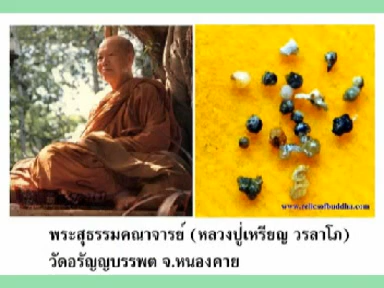 www.relicofbuddha.com
พระสุธรรมคณาจารย์ (หลวงปู่เหรียญ วรลาโภ)
วัดอรัญญบรรพต จ.หนองคาย